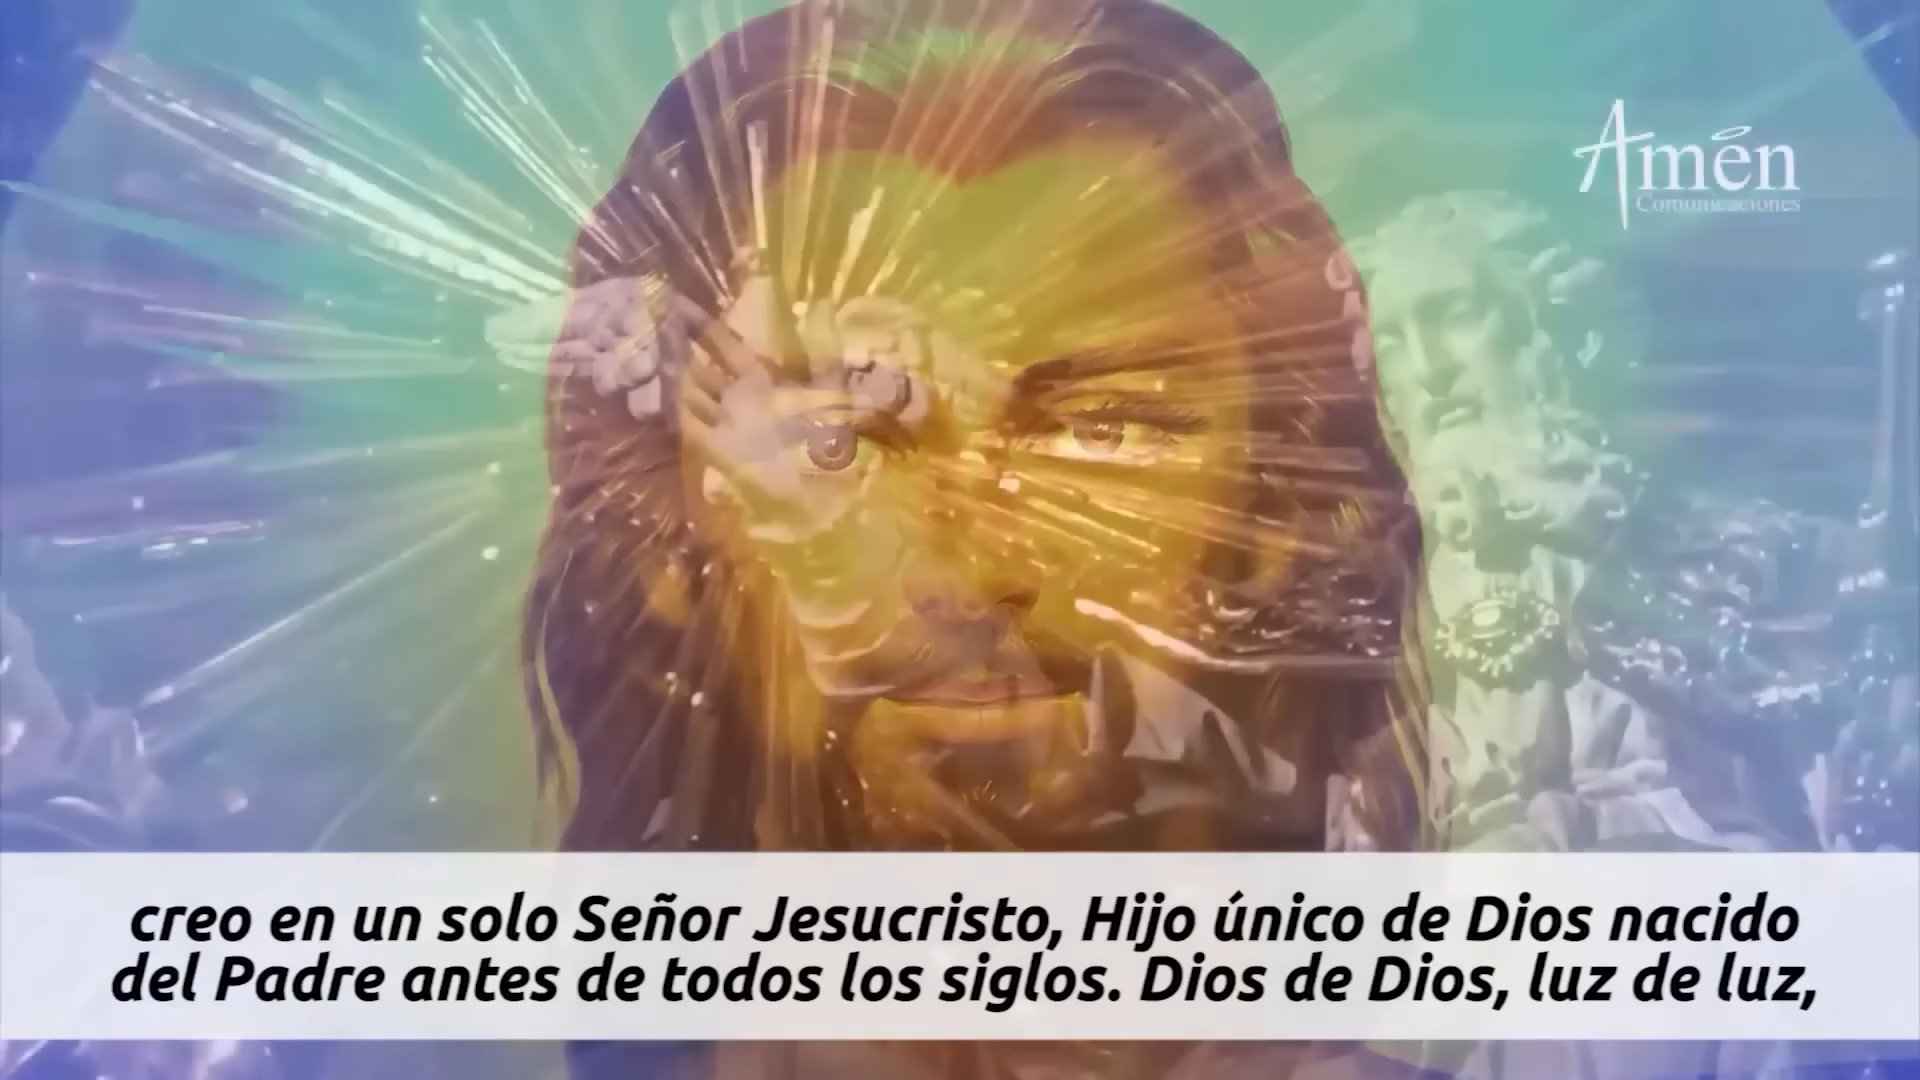 Amén
Comunicaciones
creo en un solo Señor Jesucristo, Hijo único de Dios nacido
del Padre antes de todos los siglos. Dios de Dios, luz de luz,